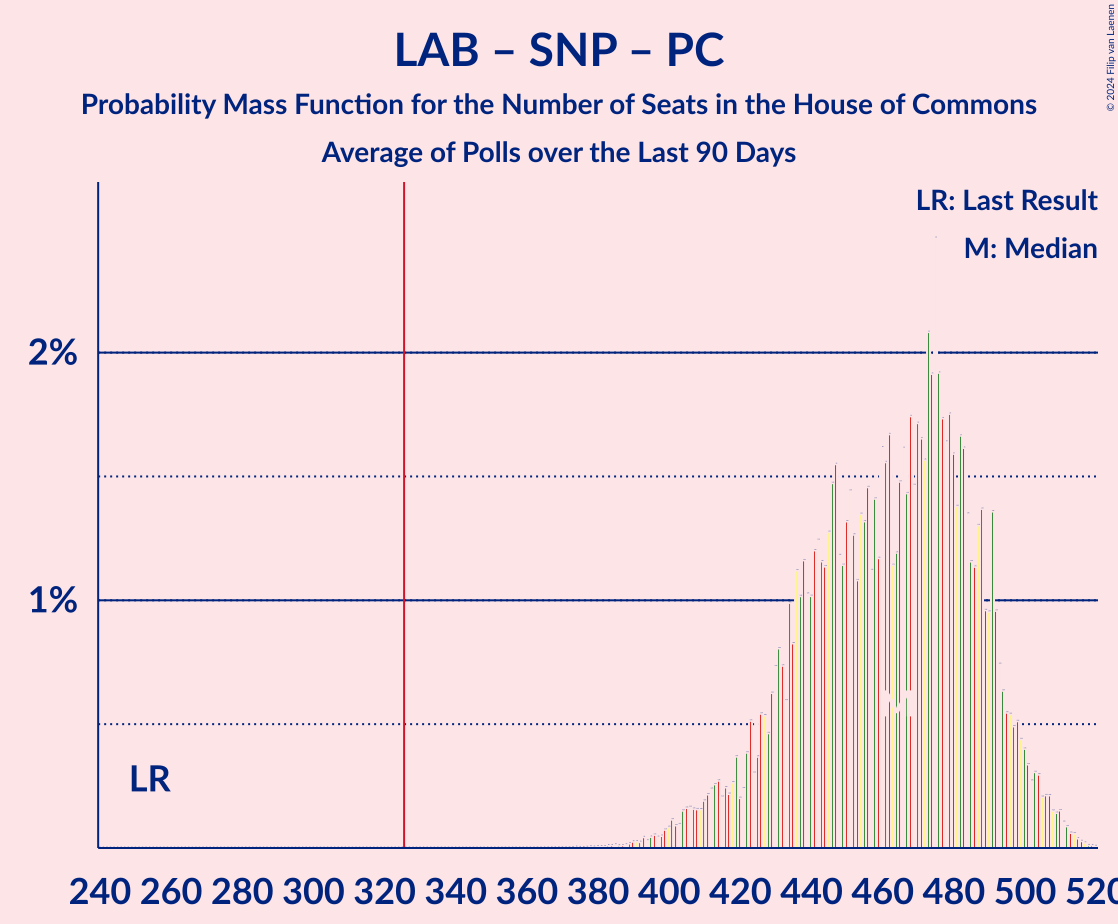 LAB – SNP – PC
Probability Mass Function for the Number of Seats in the House of Commons
Average of Polls over the Last 90 Days
© 2024 Filip van Laenen
LR: Last Result
M: Median
2%
1%
LR
240 260 280 300 320 340 360 380 400 420 440 460 480 500 520